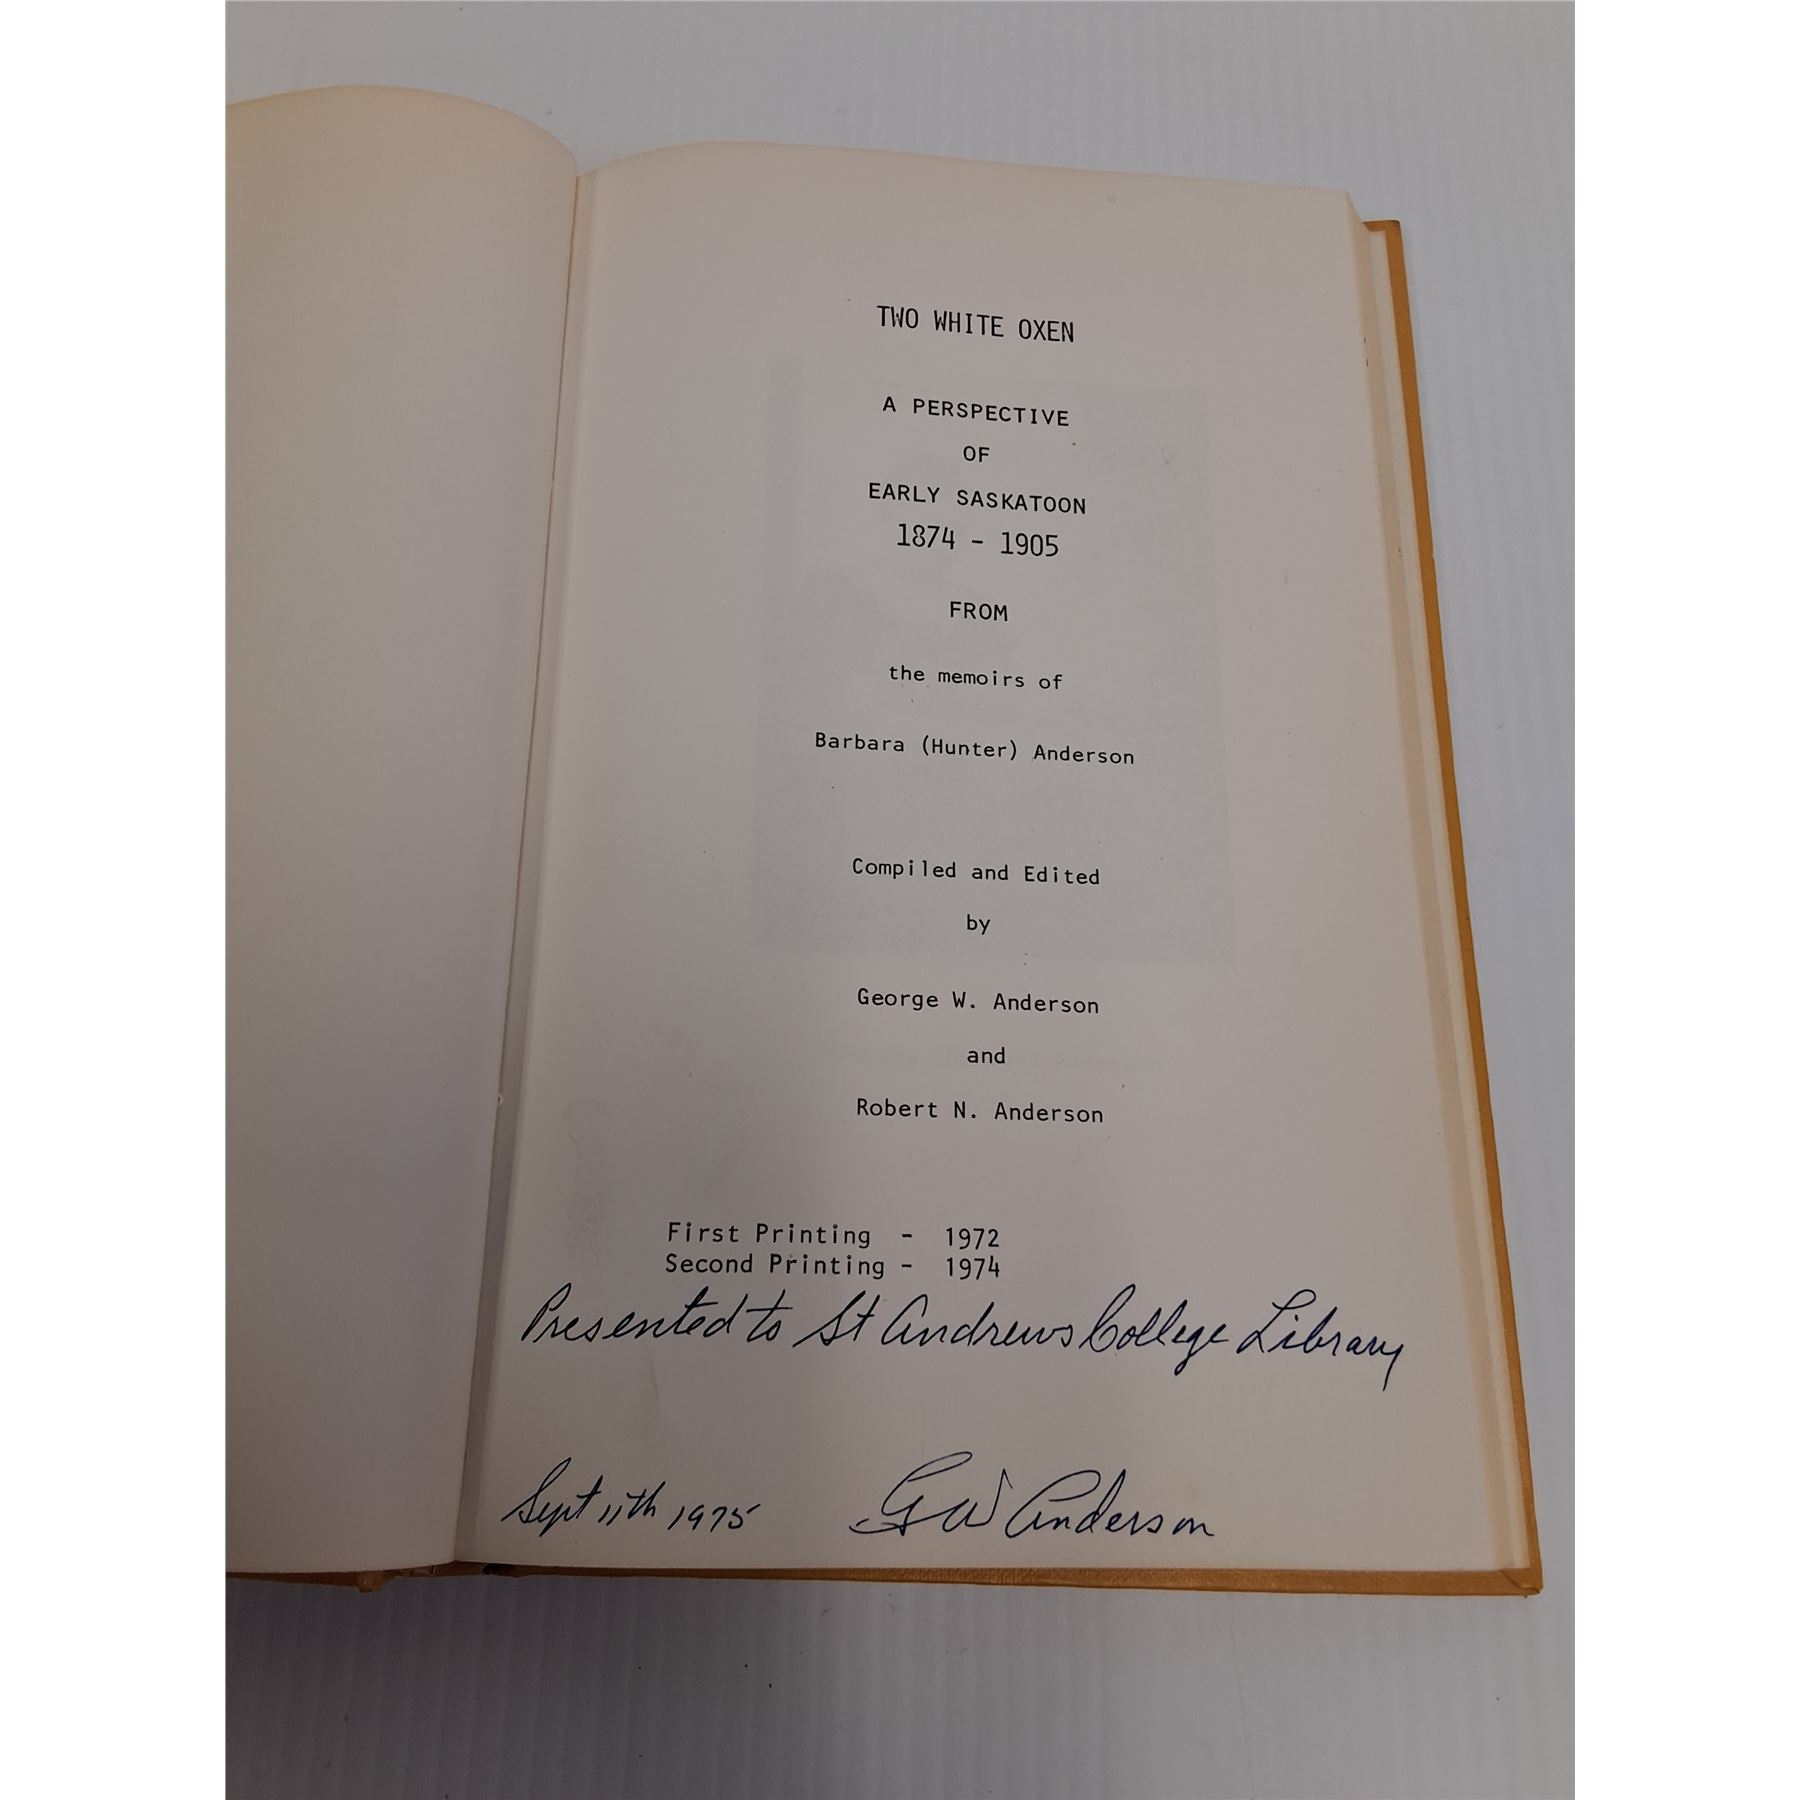 TWO WHITE OXEN
A PERSPECTIVE
OF
EARLY SASKATOON
1874 - 1905
FROM
the memoirs of
Barbara (Hunter) Anderson
Compiled and Edited
by
George W. Anderson
and
Robert N. Anderson
First Printing - 1972
Second Printing - 1974
Presented to St Andrews College Library
Sept 11th 1975 GW Anderson